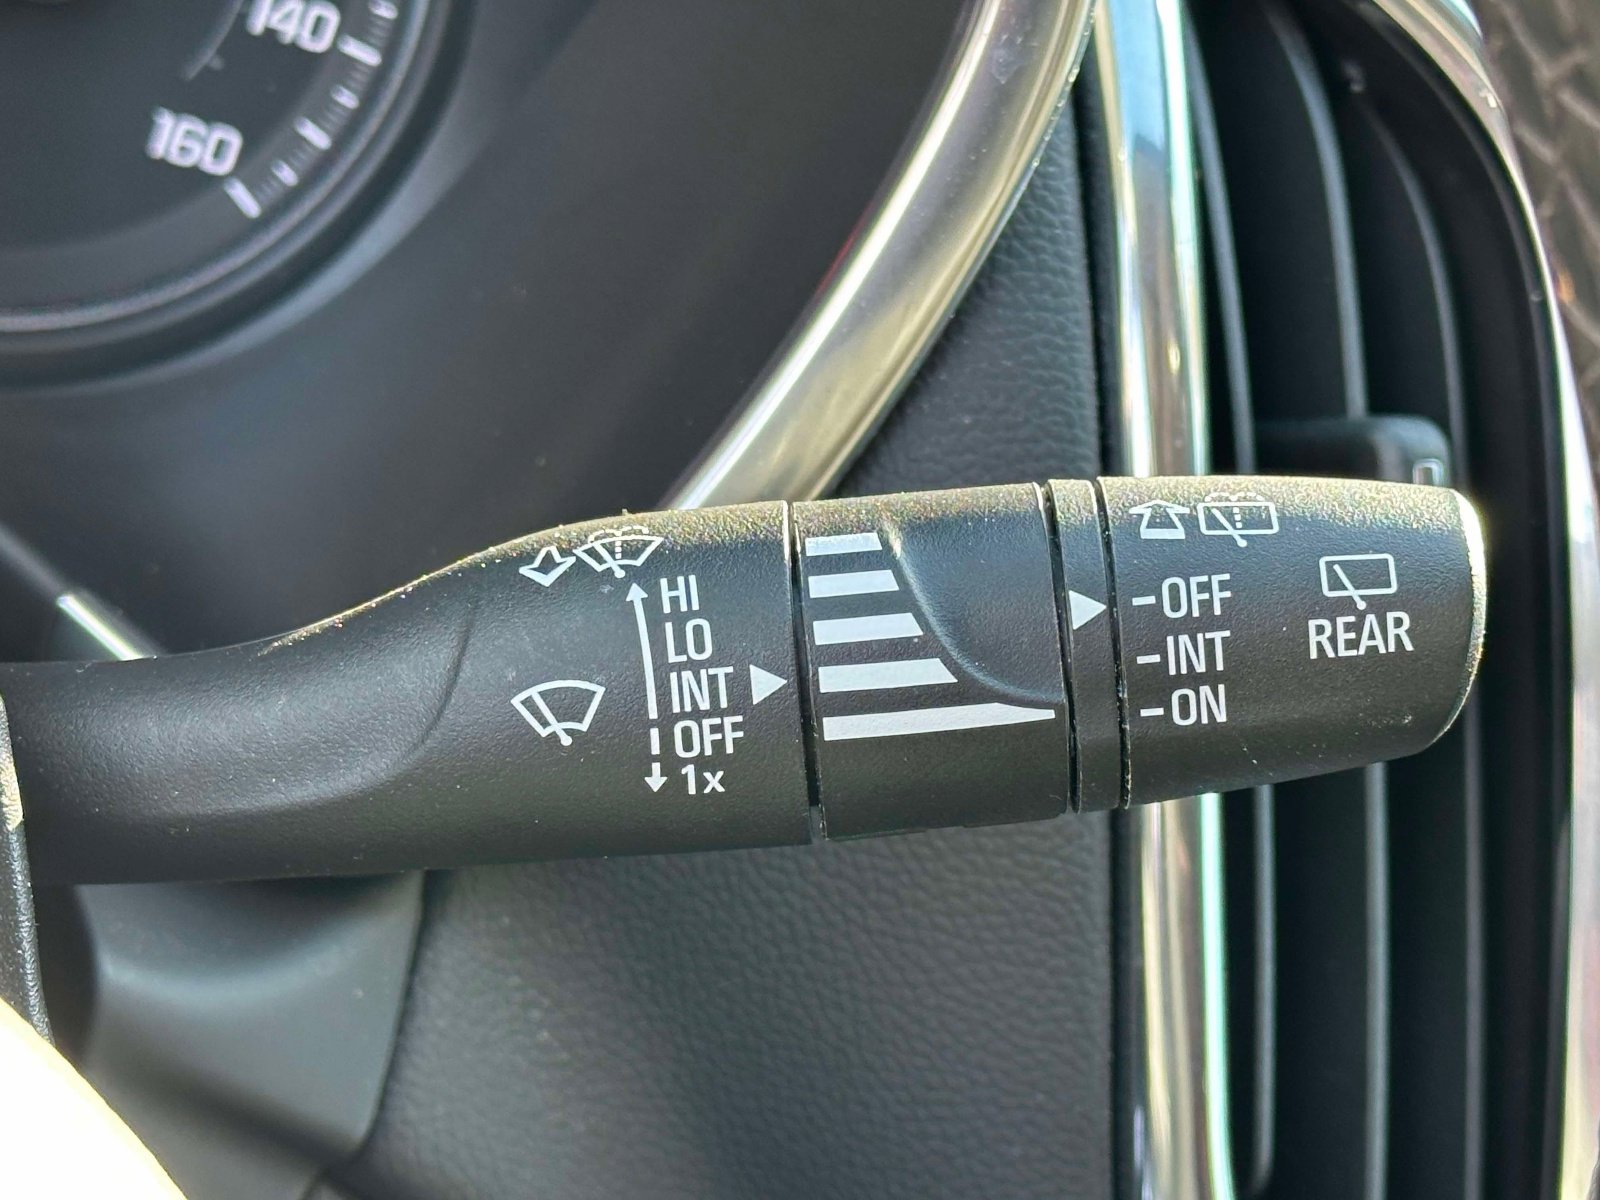 140
160
HI
LO
INT
OFF
1x
-OFF
-INT
-ON
REAR